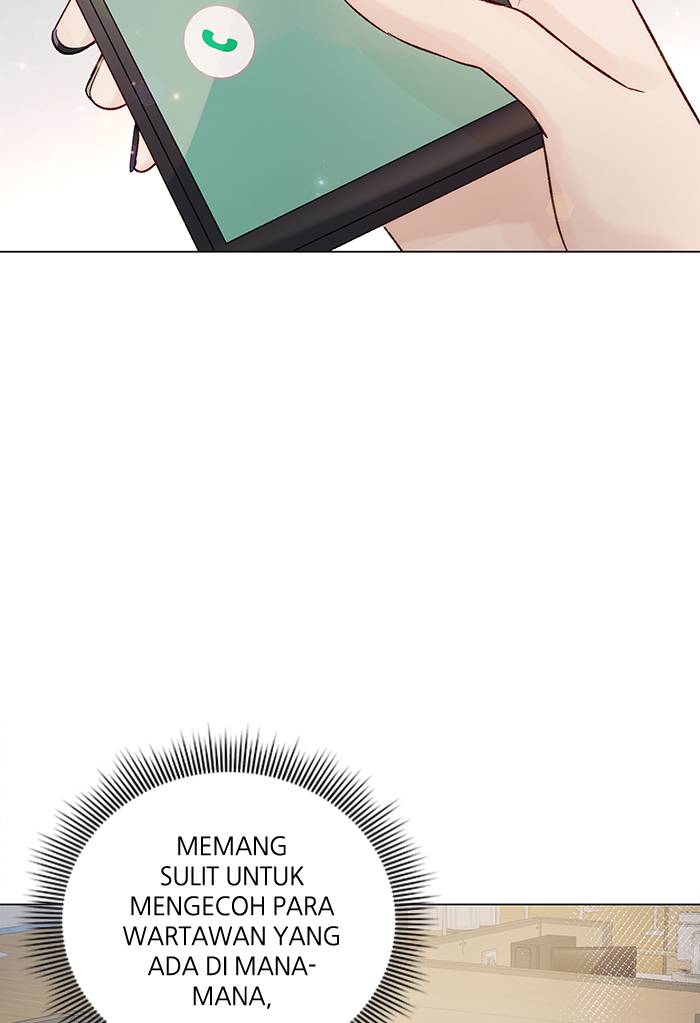 MEMANG
SULIT UNTUK
MENGECOH PARA
WARTAWAN YANG
ADA DI MANA-
MANA,